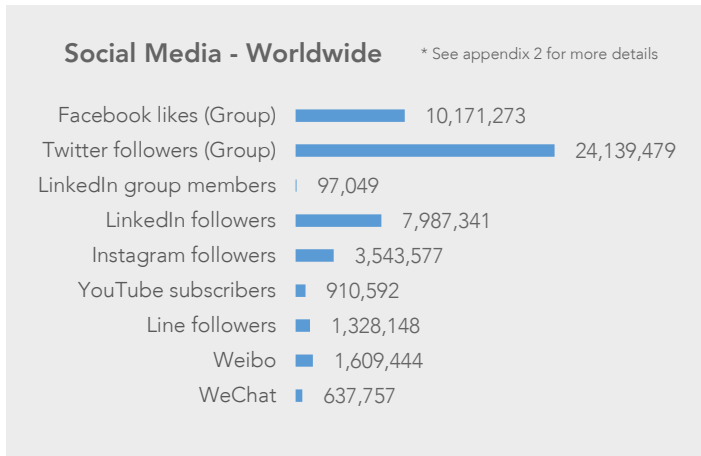 Social Media - Worldwide * See appendix 2 for more details
Facebook likes (Group) 10,171,273
Twitter followers (Group) 24,139,479
LinkedIn group members 97,049
LinkedIn followers 7,987,341
Instagram followers 3,543,577
YouTube subscribers 910,592
Line followers 1,328,148
Weibo 1,609,444
WeChat 637,757